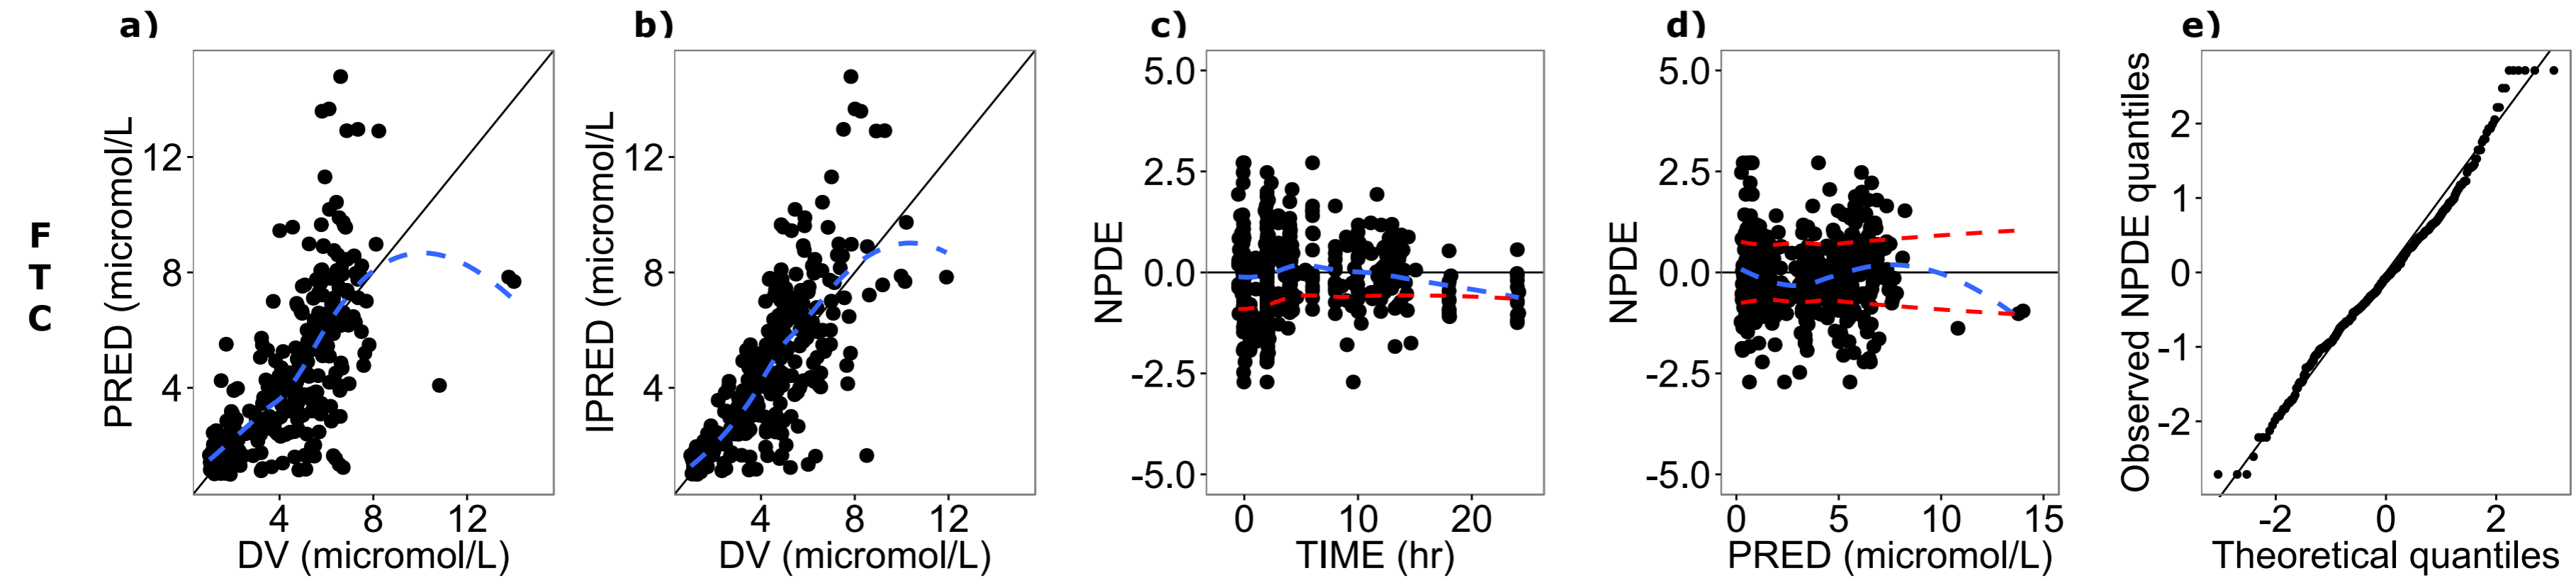 a)
b)
c)
d)
e)
F
T
C
PRED (micromol/L)
12
8
4
4
8
12
DV (micromol/L)
IPRED (micromol/L)
12
8
4
4
8
12
DV (micromol/L)
NPDE
5.0
2.5
0.0
-2.5
-5.0
0
10
20
TIME (hr)
NPDE
5.0
2.5
0.0
-2.5
-5.0
0
5
10
15
PRED (micromol/L)
Observed NPDE quantiles
2
1
0
-1
-2
-2
0
2
Theoretical quantiles